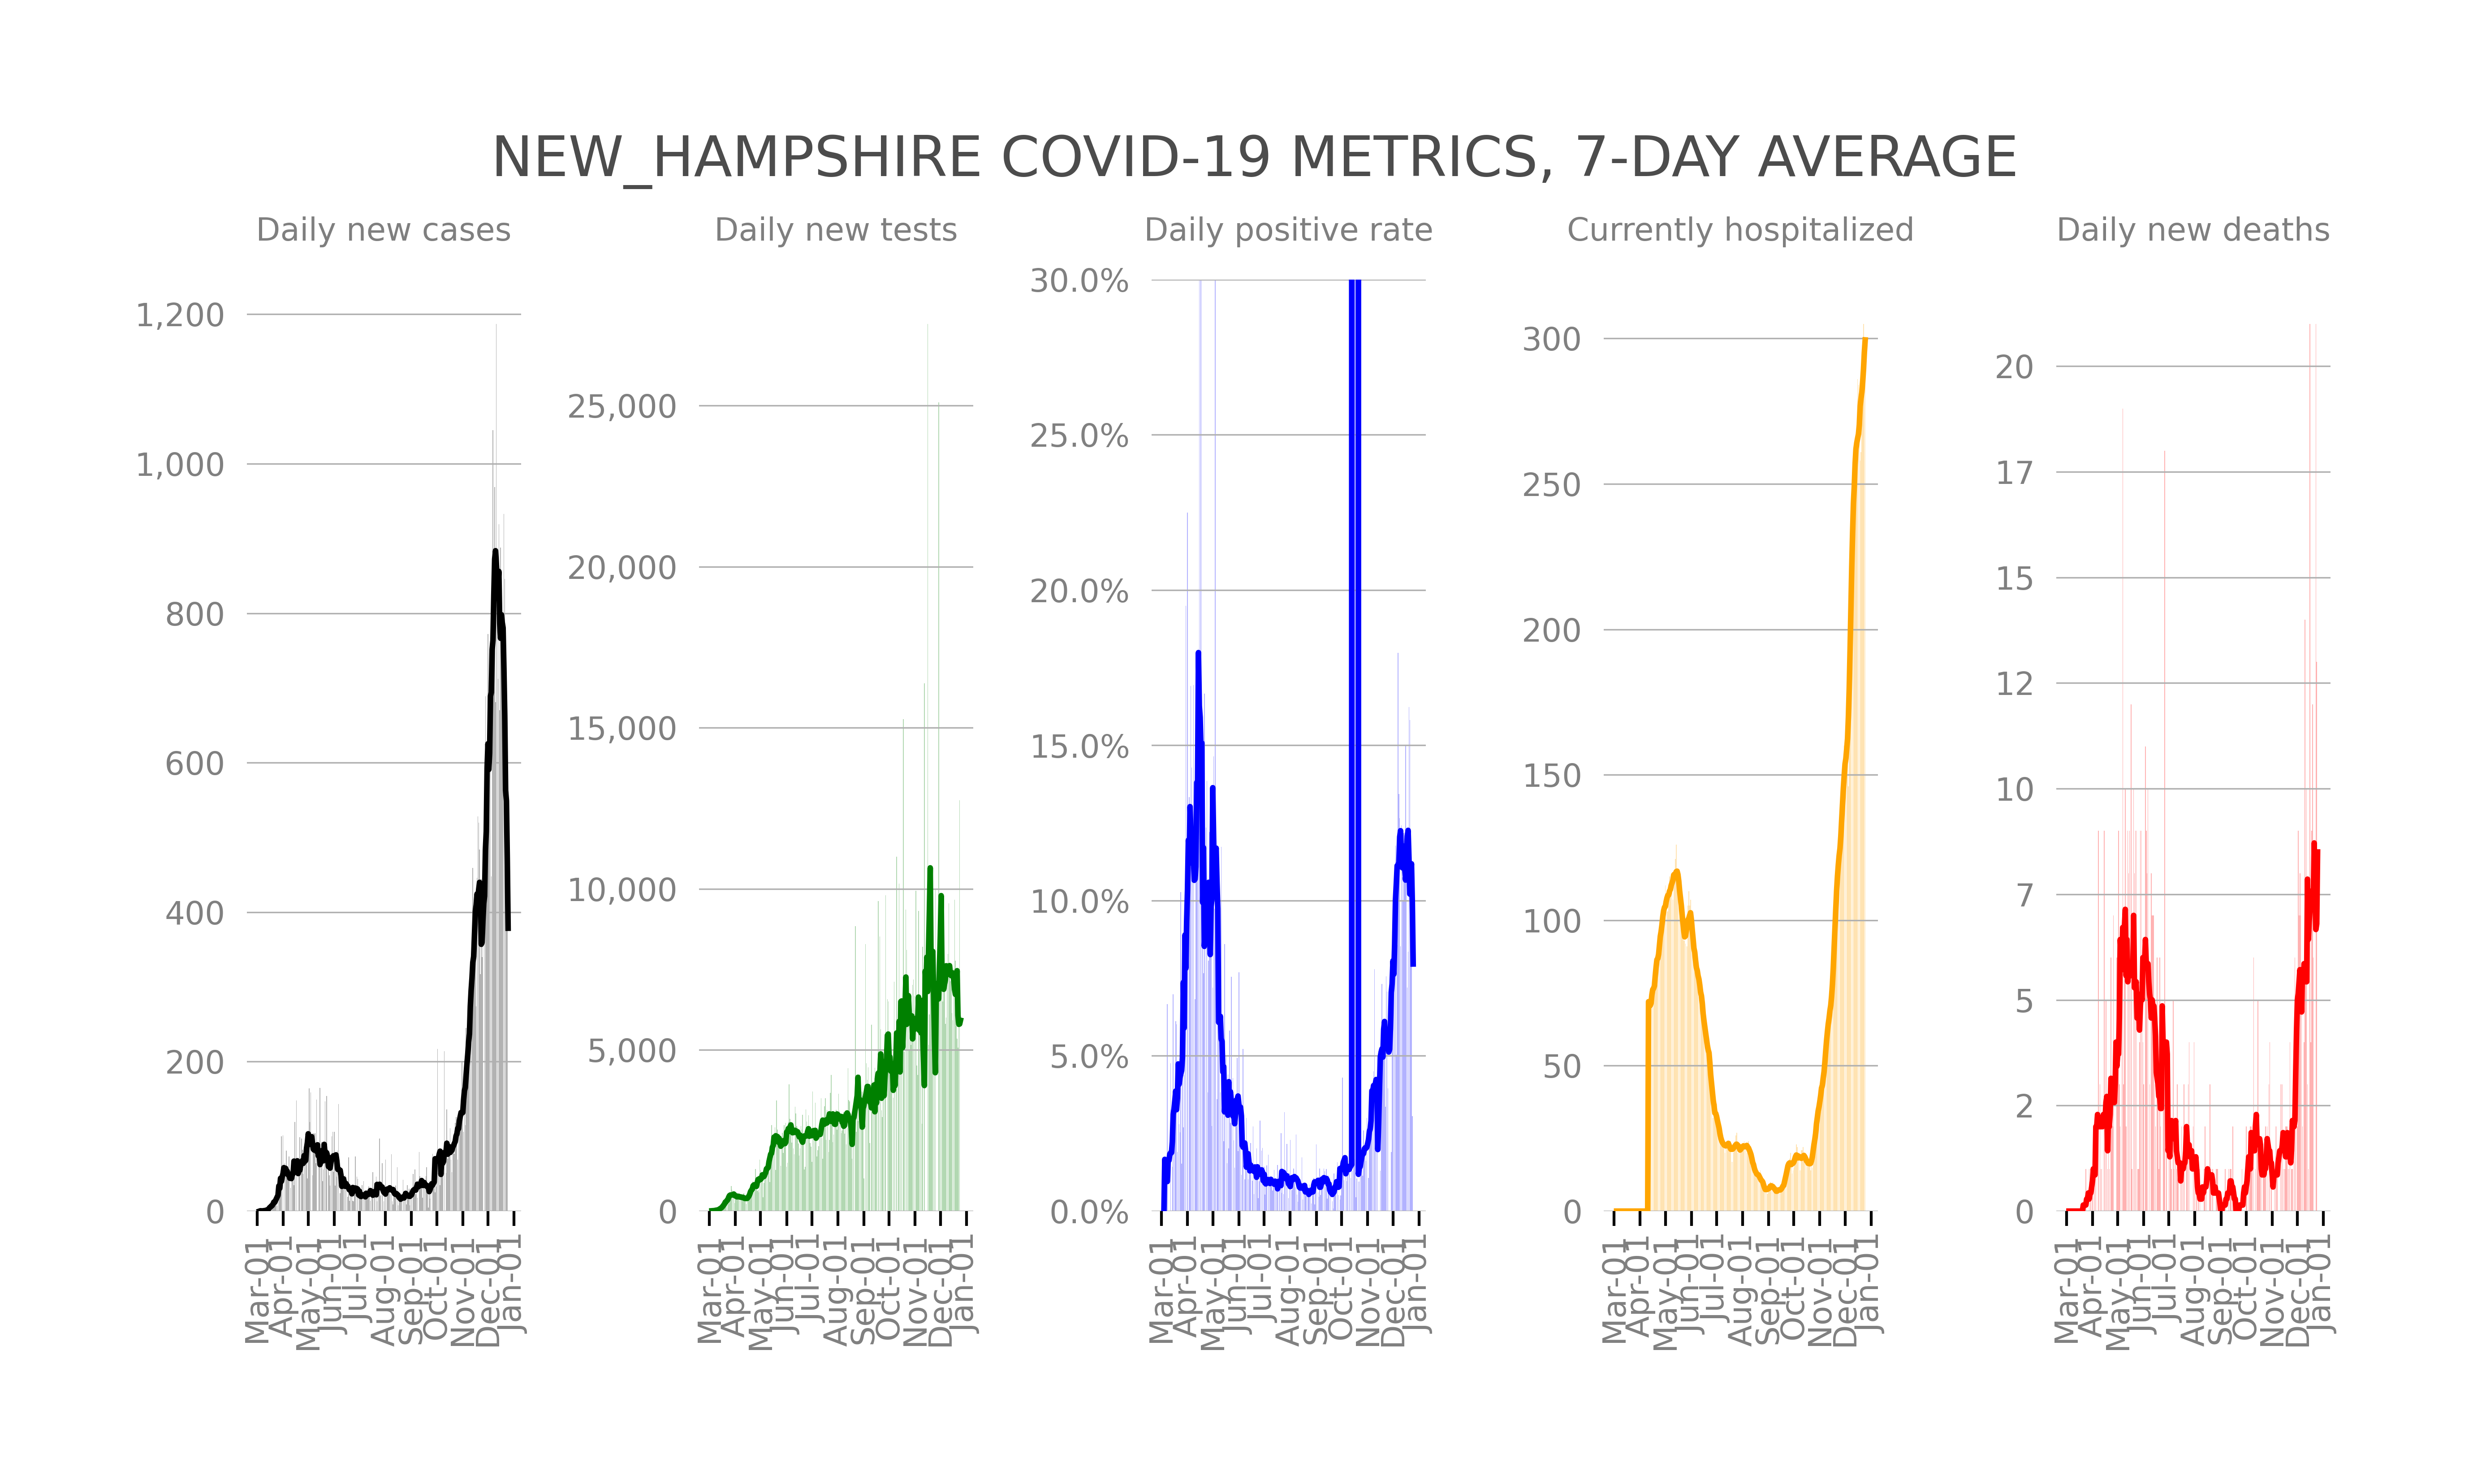 NEW_HAMPSHIRE COVID-19 METRICS, 7-DAY AVERAGE
Daily new cases
1,200
1,000
800
600
400
200
0
Mar-01
Apr-01
May-01
Jun-01
Jul-01
Aug-01
Sep-01
Oct-01
Nov-01
Dec-01
Jan-01
Daily new tests
25,000
20,000
15,000
10,000
5,000
0
Mar-01
Apr-01
May-01
Jun-01
Jul-01
Aug-01
Sep-01
Oct-01
Nov-01
Dec-01
Jan-01
Daily positive rate
30.0%
25.0%
20.0%
15.0%
10.0%
5.0%
0.0%
Mar-01
Apr-01
May-01
Jun-01
Jul-01
Aug-01
Sep-01
Oct-01
Nov-01
Dec-01
Jan-01
Currently hospitalized
300
250
200
150
100
50
0
Mar-01
Apr-01
May-01
Jun-01
Jul-01
Aug-01
Sep-01
Oct-01
Nov-01
Dec-01
Jan-01
Daily new deaths
20
17
15
12
10
7
5
2
0
Mar-01
Apr-01
May-01
Jun-01
Jul-01
Aug-01
Sep-01
Oct-01
Nov-01
Dec-01
Jan-01